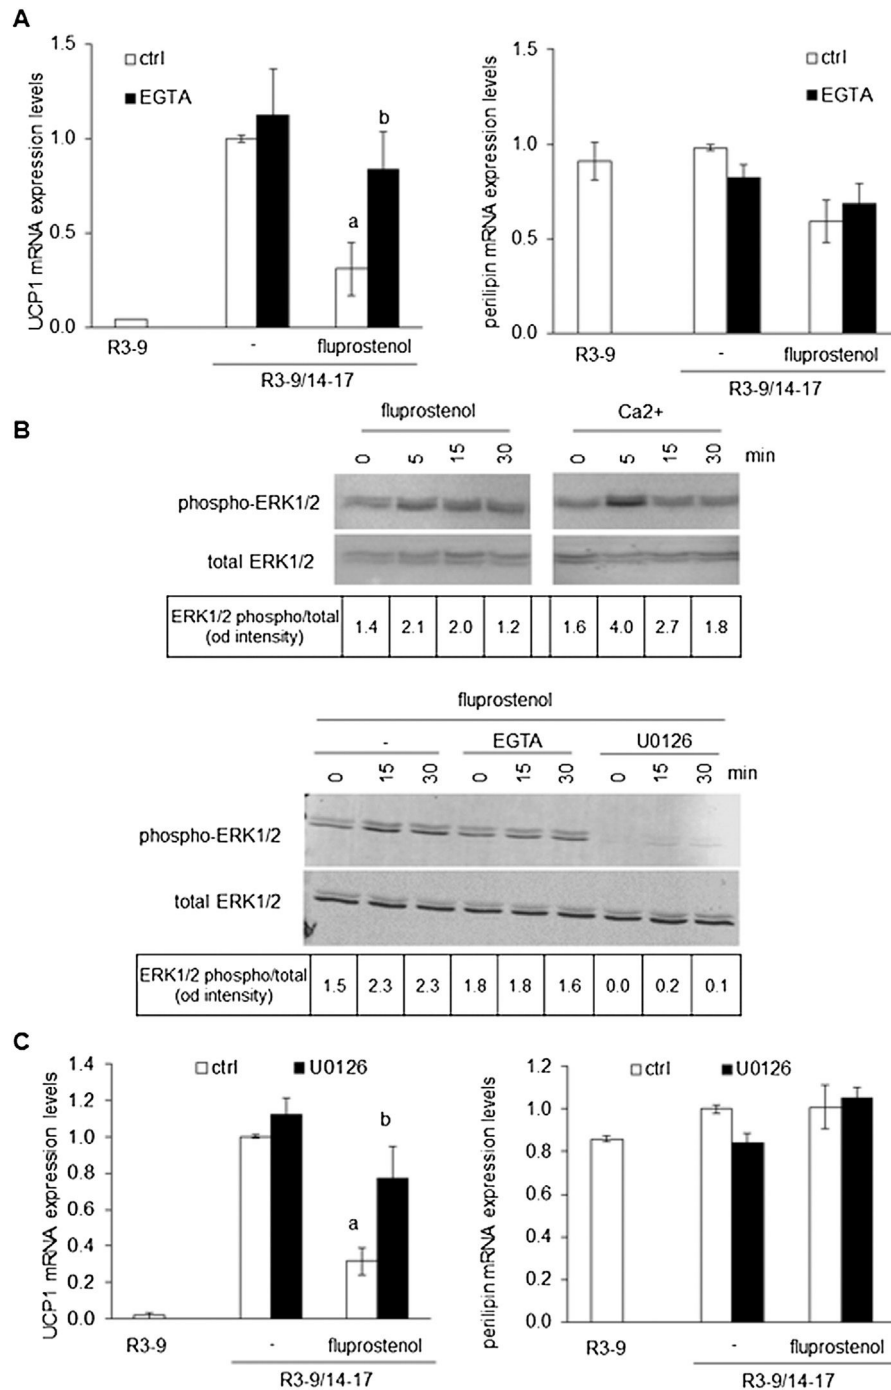 A
UCP1 mRNA expression levels
1.5
1.0
0.5
0.0
ctrl
EGTA
a
b
R3-9
-
fluprostenol
R3-9/14-17
perilipin mRNA expression levels
1.5
1.0
0.5
0.0
ctrl
EGTA
R3-9
-
fluprostenol
R3-9/14-17
B
fluprostenol
Ca2+
0 5 15 30 0 5 15 30 min
phospho-ERK1/2
total ERK1/2
ERK1/2 phospho/total
(od intensity)
1.4 2.1 2.0 1.2 1.6 4.0 2.7 1.8
fluprostenol
- EGTA U0126
0 15 30 0 15 30 0 15 30 min
phospho-ERK1/2
total ERK1/2
ERK1/2 phospho/total
(od intensity)
1.5 2.3 2.3 1.8 1.8 1.6 0.0 0.2 0.1
C
UCP1 mRNA expression levels
1.4
1.2
1.0
0.8
0.6
0.4
0.2
0.0
ctrl
U0126
a
b
R3-9
-
fluprostenol
R3-9/14-17
perilipin mRNA expression levels
1.2
1.0
0.8
0.6
0.4
0.2
0.0
ctrl
U0126
R3-9
-
fluprostenol
R3-9/14-17